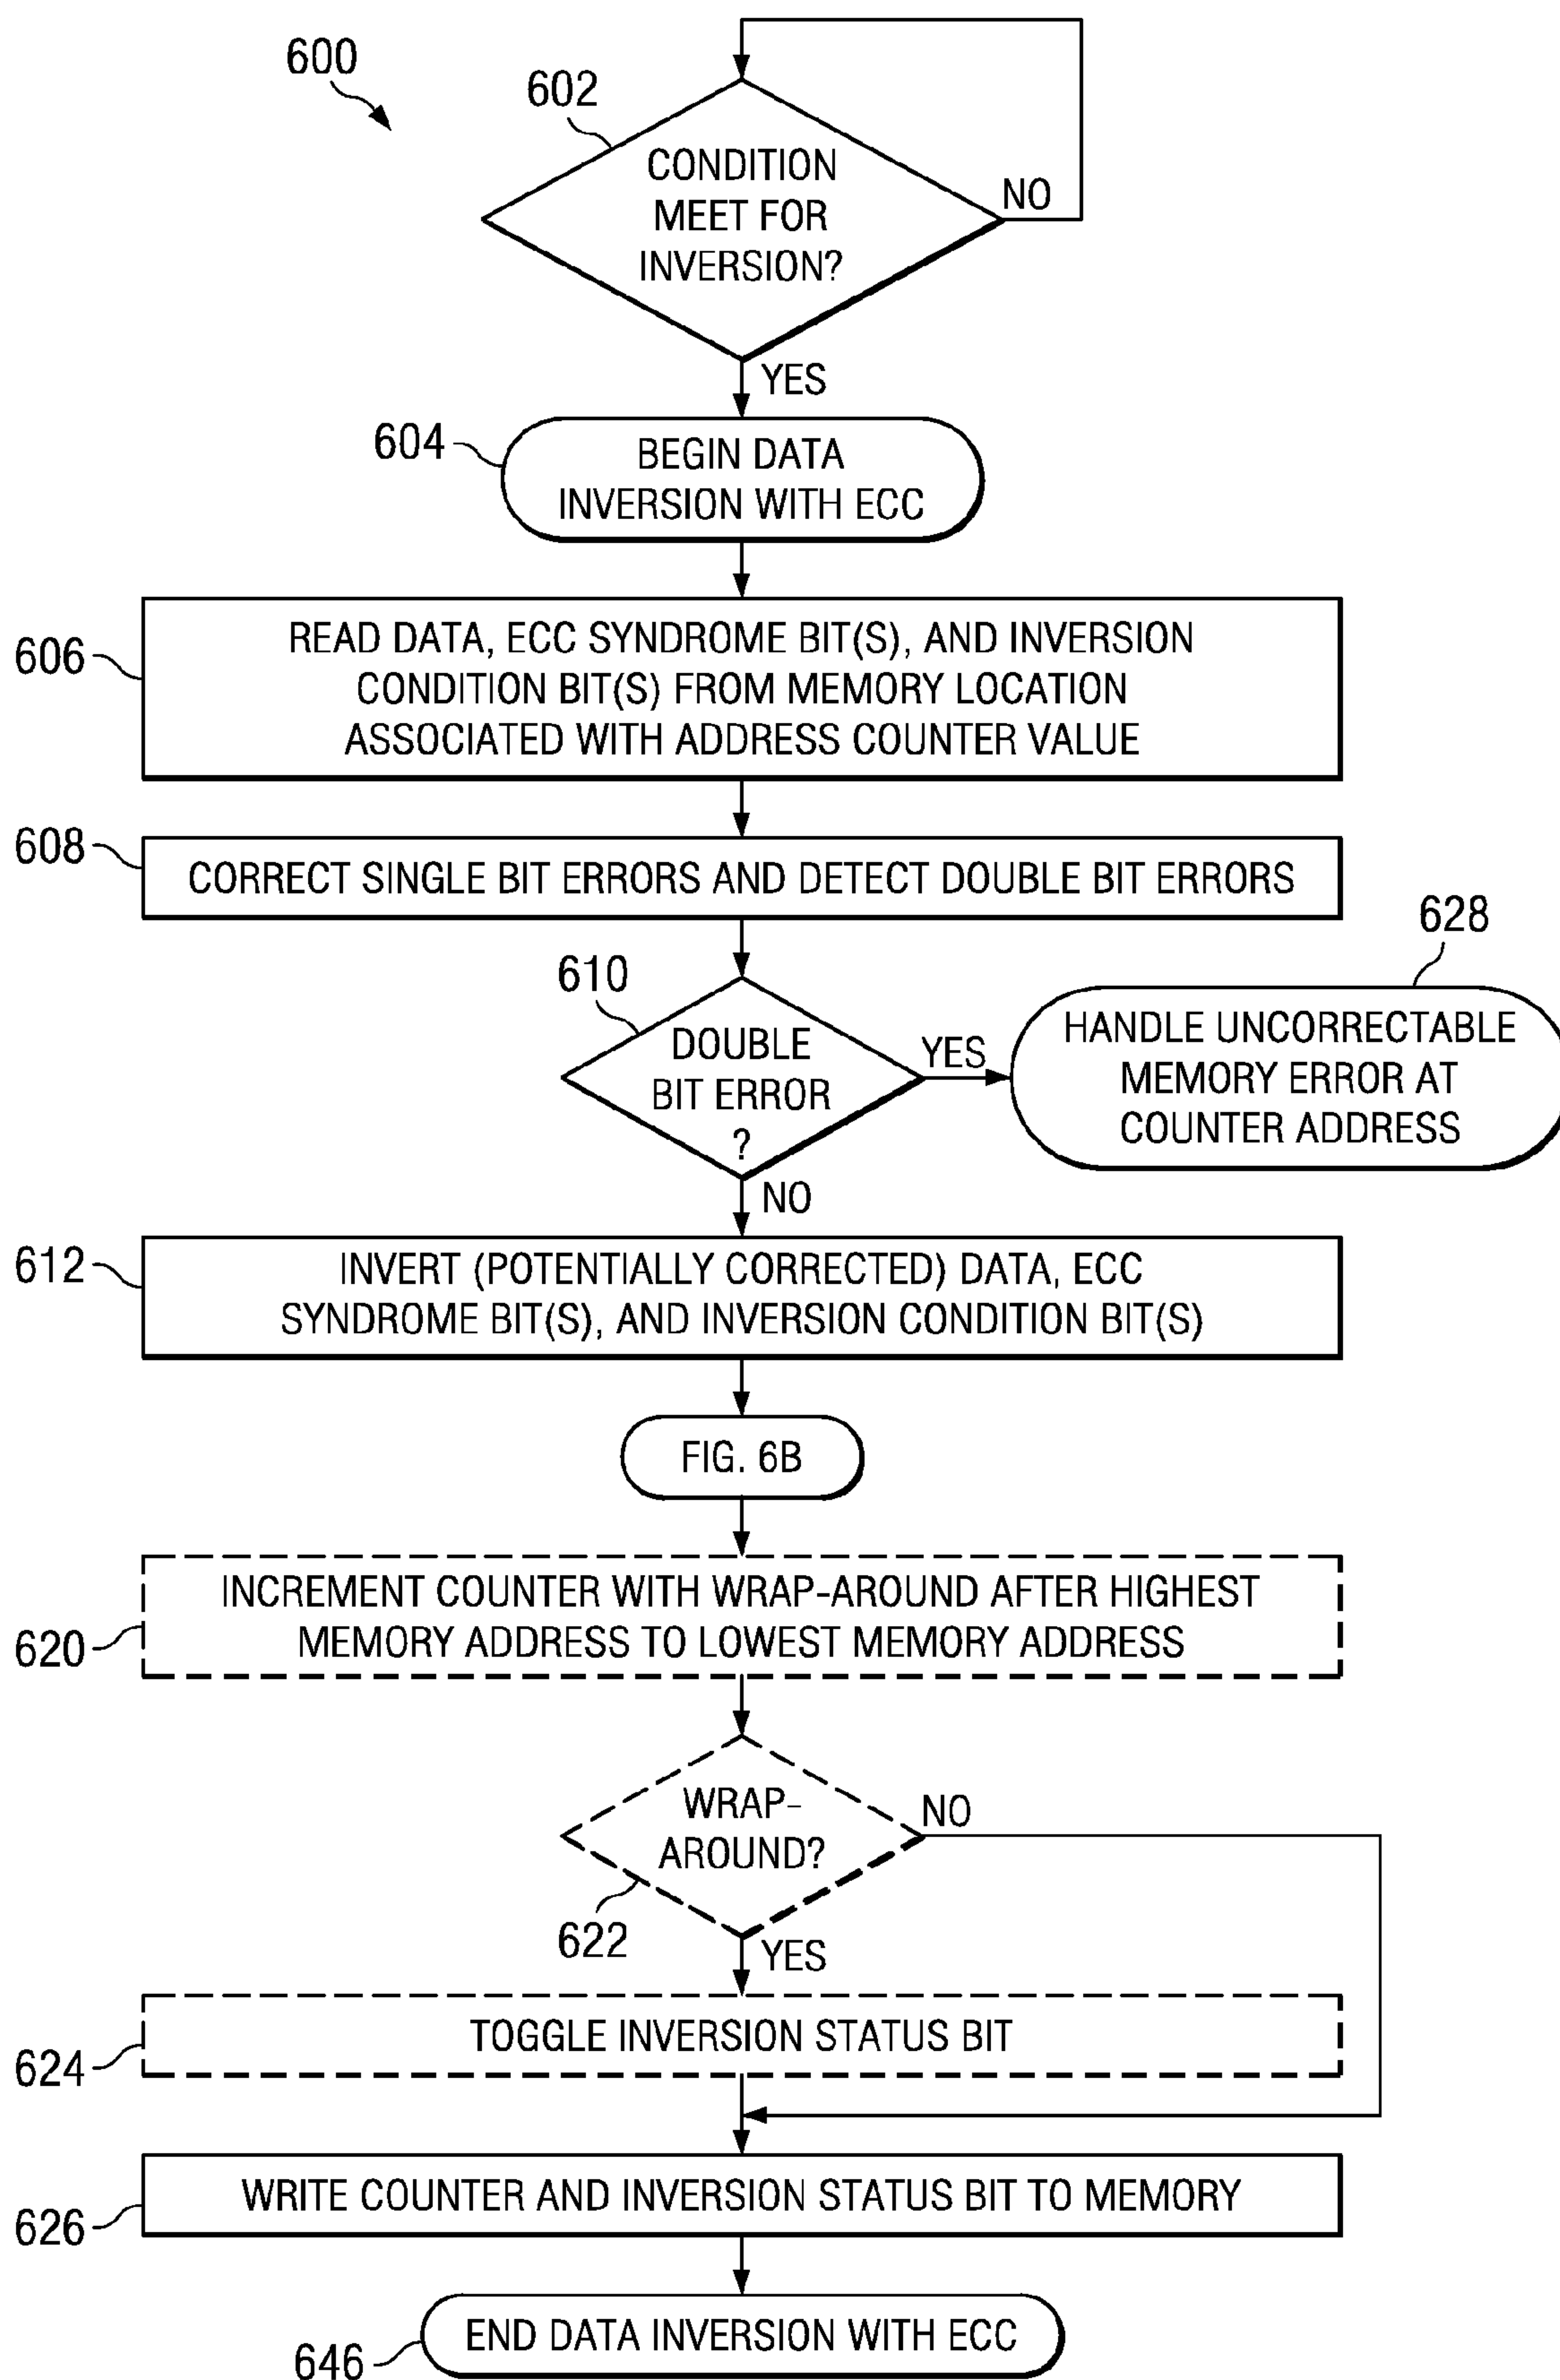 600
602
CONDITION
MEET FOR
INVERSION?
NO
YES
604
BEGIN DATA
INVERSION WITH ECC
606
READ DATA, ECC SYNDROME BIT(S), AND INVERSION
CONDITION BIT(S) FROM MEMORY LOCATION
ASSOCIATED WITH ADDRESS COUNTER VALUE
608
CORRECT SINGLE BIT ERRORS AND DETECT DOUBLE BIT ERRORS
610
DOUBLE
BIT ERROR
?
YES
628
HANDLE UNCORRECTABLE
MEMORY ERROR AT
COUNTER ADDRESS
NO
612
INVERT (POTENTIALLY CORRECTED) DATA, ECC
SYNDROME BIT(S), AND INVERSION CONDITION BIT(S)
FIG. 6B
620
INCREMENT COUNTER WITH WRAP-AROUND AFTER HIGHEST
MEMORY ADDRESS TO LOWEST MEMORY ADDRESS
WRAP-
AROUND?
NO
622
YES
624
TOGGLE INVERSION STATUS BIT
626
WRITE COUNTER AND INVERSION STATUS BIT TO MEMORY
646
END DATA INVERSION WITH ECC